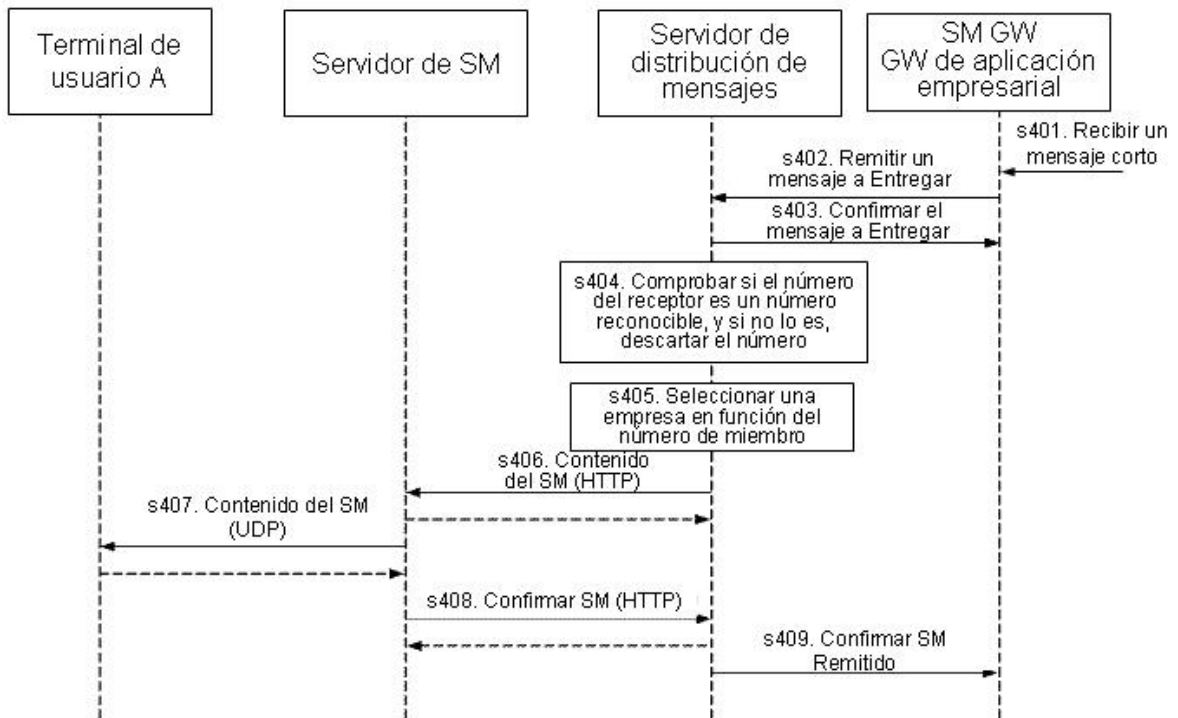 Terminal de
usuario A
Servidor de SM
Servidor de
distribución de
mensajes
SM GW
GW de aplicación
empresarial
s401. Recibir un
mensaje corto
s402. Remitir un
mensaje a Entregar
s403. Confirmar el
mensaje a Entregar
s404. Comprobar si el número
del receptor es un número
reconocible, y si no lo es,
descartar el número
s405. Seleccionar una
empresa en función del
número de miembro
s406. Contenido
del SM (HTTP)
s407. Contenido del SM
(UDP)
s408. Confirmar SM (HTTP)
s409. Confirmar SM
Remitido